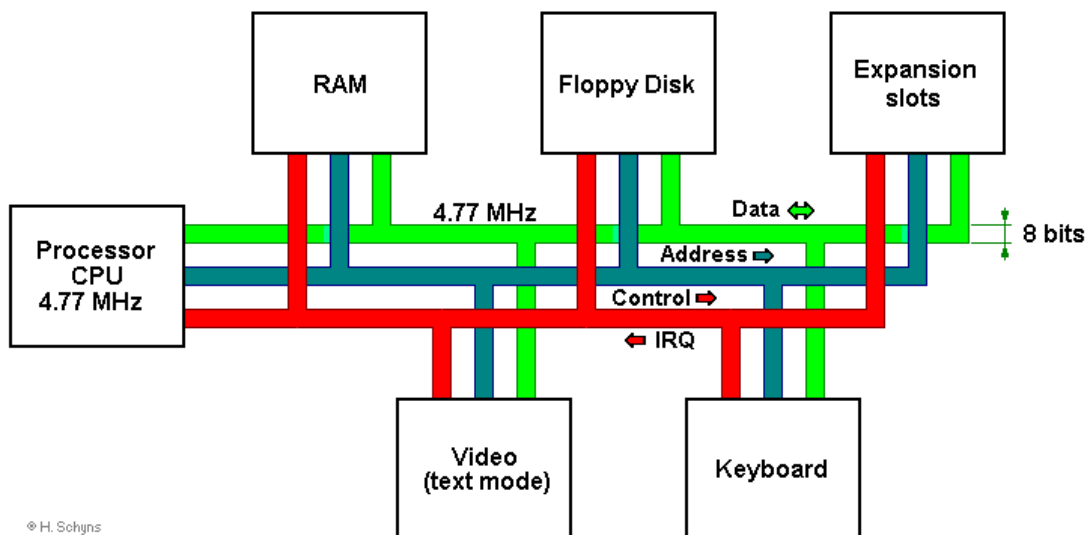 RAM
Floppy Disk
Expansion
slots
4.77 MHz
Data
8 bits
Processor
CPU
4.77 MHz
Address
Control
IRQ
Video
(text mode)
Keyboard
® H. Schyns